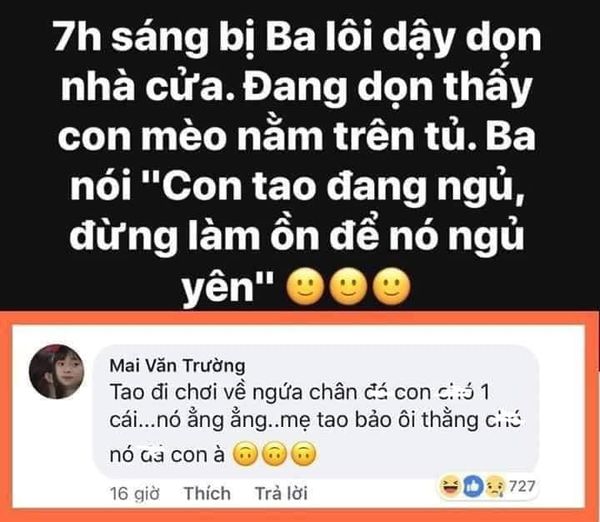 7h sáng bị Ba lôi dậy dọn
nhà cửa. Đang dọn thấy
con mèo nằm trên tủ. Ba
nói "Con tao đang ngủ,
đừng làm ồn để nó ngủ
yên" 🙂🙂🙂
Mai Văn Trường
Tao đi chơi về ngứa chân đá con chó 1
cái...nó ẳng ẳng..mẹ tao bảo ôi thằng chó
nó đá con à 🙃🙃🙃
16 giờ Thích Trả lời 727